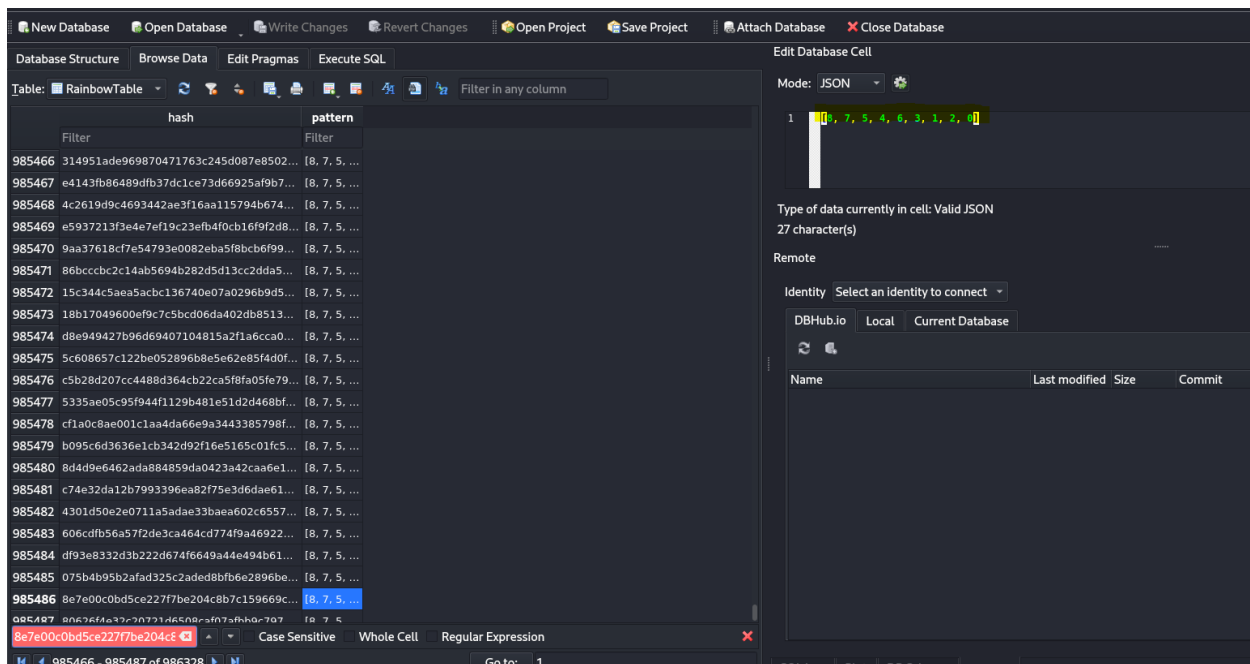 New Database Open Database Write Changes Revert Changes Open Project Save Project Attach Database Close Database
Database Structure Browse Data Edit Pragmas Execute SQL
Table: RainbowTable Filter in any column
hash pattern
Filter Filter
985466 314951ade969870471763c245d087e8502... [8, 7, 5, ...
985467 e4143fb86489dfb37dc1ce73d66925af9b7... [8, 7, 5, ...
985468 4c2619d9c4693442ae3f16aa115794b674... [8, 7, 5, ...
985469 e5937213f3e4e7ef19c23efb4f0cb16f9f2d8... [8, 7, 5, ...
985470 9aa37618cf7e54793e0082eba5f8bcb6f99... [8, 7, 5, ...
985471 86bcccbc2c14ab5694b282d5d13cc2dda5... [8, 7, 5, ...
985472 15c344c5aea5acbc136740e07a0296b9d5... [8, 7, 5, ...
985473 18b17049600ef9c7c5bcd06da402db8513... [8, 7, 5, ...
985474 d8e949427b96d69407104815a2f1a6cca0... [8, 7, 5, ...
985475 5c608657c122be052896b8e5e62e85f4d0f... [8, 7, 5, ...
985476 c5b28d207cc4488d364cb22ca5f8fa05fe79... [8, 7, 5, ...
985477 5335ae05c95f944f1129b481e51d2d468bf... [8, 7, 5, ...
985478 cf1a0c8ae001c1aa4da66e9a3443385798f... [8, 7, 5, ...
985479 b095c6d3636e1cb342d92f16e5165c01fc5... [8, 7, 5, ...
985480 8d4d9e6462ada884859da0423a42caa6e1... [8, 7, 5, ...
985481 c74e32da12b7993396ea82f75e3d6dae61... [8, 7, 5, ...
985482 4301d50e2e0711a5adae33baea602c6557... [8, 7, 5, ...
985483 606cdfb56a57f2de3ca464cd774f9a46922... [8, 7, 5, ...
985484 df93e8332d3b222d674f6649a44e494b61... [8, 7, 5, ...
985485 075b4b95b2afad325c2aded8bfb6e2896be... [8, 7, 5, ...
985486 8e7e00c0bd5ce227f7be204c8b7c159669c... [8, 7, 5, ...
985487 80626f4e32c20721d6508caf07afbb9c797... [8, 7, 5, ...
8e7e00c0bd5ce227f7be204c8 Case Sensitive Whole Cell Regular Expression
985466 - 985487 of 986328 Go to: 1
Edit Database Cell
Mode: JSON
1 [8, 7, 5, 4, 6, 3, 1, 2, 0]
Type of data currently in cell: Valid JSON
27 character(s)
Remote
Identity Select an identity to connect
DBHub.io Local Current Database
Name Last modified Size Commit